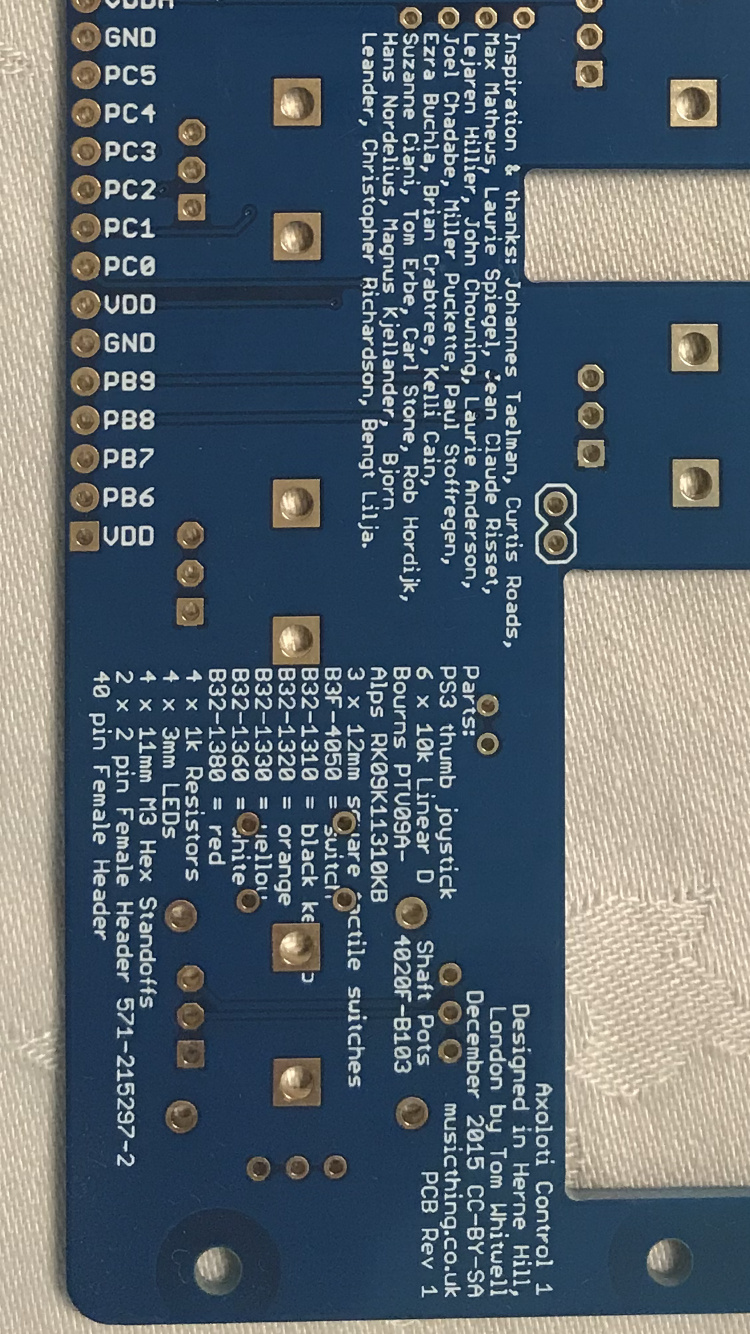 GND
PC5
PC4
PC3
PC2
PC1
PC0
VDD
GND
PB9
PB8
PB7
PB6
VDD
Inspiration & thanks: Johannes Taelman, Curtis Roads,
Max Mathews, Laurie Spiegel, Jean Claude Risset,
Lejaren Hiller, John Chowning, Laurie Anderson,
Joel Chadabe, Miller Puckette, Paul Stoffregen,
Ezra Buchla, Brian Crabtree, Kelli Cain,
Suzanne Ciani, Tom Erbe, Carl Stone, Rob Hordijk,
Hans Nordelius, Magnus Kjellander, Bjorn
Leander, Christopher Richardson, Bengt Lilja.
Parts:
PS3 thumb joystick
6 x 10k Linear D Shaft Pots
Bourns PTV09A-4020F-B103
Alps RK09K11310KB
3 x 12mm switches
B3F-4050 =
B32-1310 = black
B32-1320 = orange
B32-1330 =
B32-1360 =
B32-1380 = red
4 x 1k Resistors
4 x 3mm LEDs
4 x 11mm M3 Hex Standoffs
2 x 2 pin Female Header 571-215297-2
40 pin Female Header
Axoloti Control 1
Designed in Herne Hill,
London by Tom Whitwell
December 2015 CC-BY-SA
musicthing.co.uk
PCB Rev 1